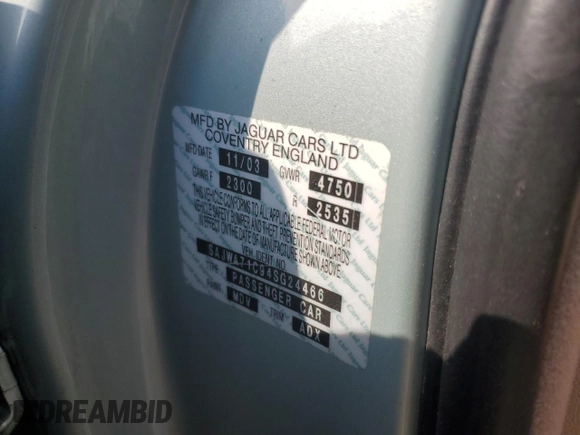 MFD BY JAGUAR CARS LTD
COVENTRY ENGLAND
MFD DATE 11/03 GVWR 4750
GAWR F 2300 R 2535
THIS VEHICLE CONFORMS TO ALL APPLICABLE FEDERAL MOTOR
VEHICLE SAFETY BUMPER AND THEFT PREVENTION STANDARDS
IN EFFECT ON THE DATE OF MANUFACTURE SHOWN ABOVE
VEH. IDENT NO.
SAJWA71C94SG24466
TYPE PASSENGER CAR
PAINT MDV TRIM ADX
DREAMBID